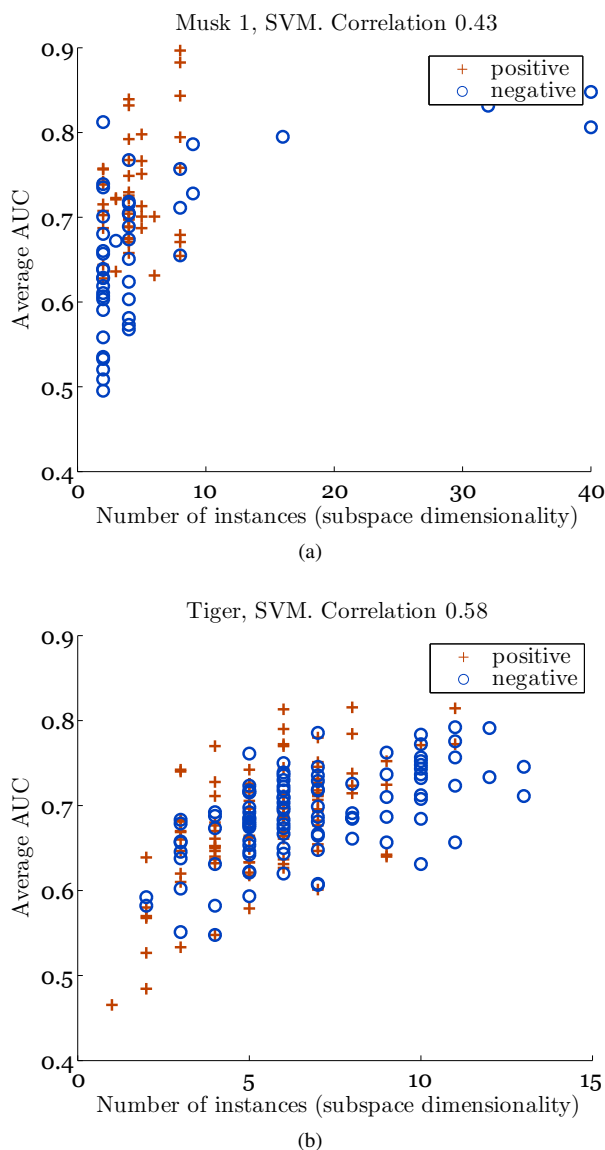 Musk 1, SVM. Correlation 0.43
0.9
positive
negative
0.8
0.7
Average AUC
0.6
0.5
0.4
0
10
20
30
40
Number of instances (subspace dimensionality)
(a)
Tiger, SVM. Correlation 0.58
0.9
positive
negative
0.8
0.7
Average AUC
0.6
0.5
0.4
0
5
10
15
Number of instances (subspace dimensionality)
(b)